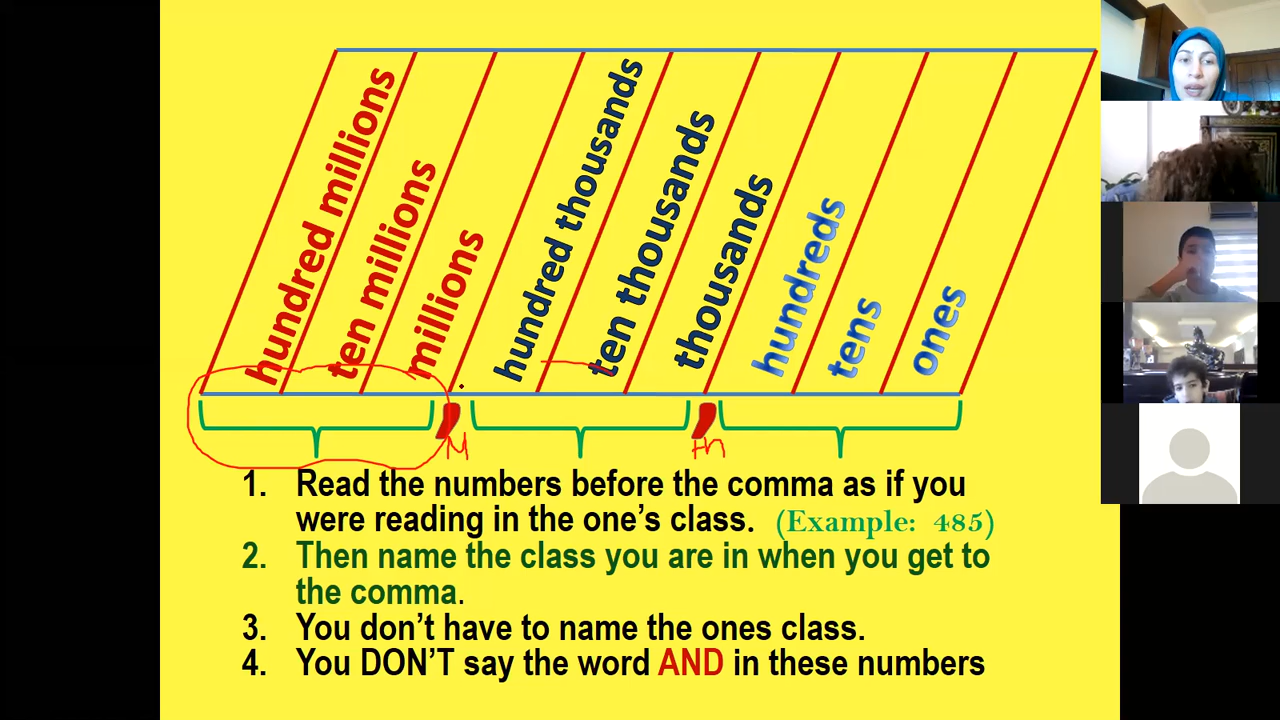 hundred millions
ten millions
millions
hundred thousands
ten thousands
thousands
hundreds
tens
ones
, ,
M th
1. Read the numbers before the comma as if you
were reading in the one's class. (Example: 485)
2. Then name the class you are in when you get to
the comma.
3. You don't have to name the ones class.
4. You DON'T say the word AND in these numbers